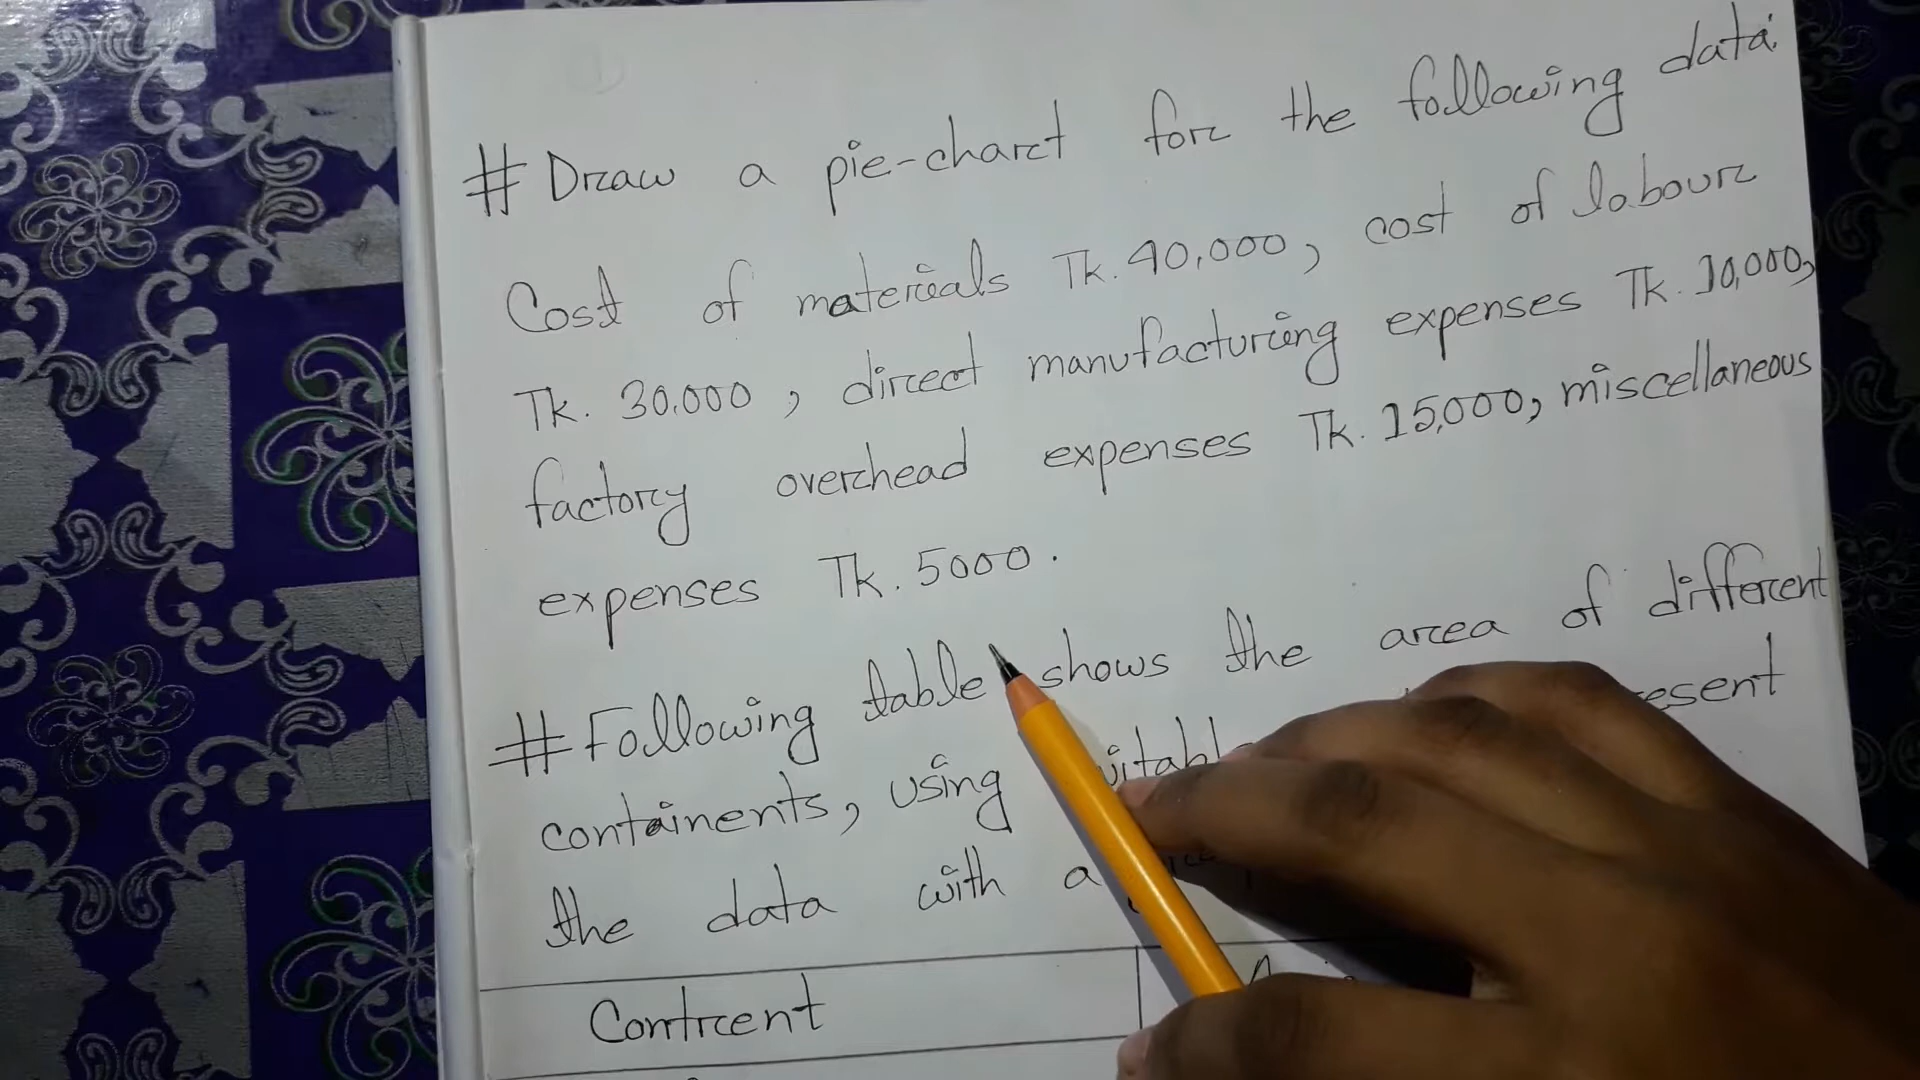 # Draw a pie-chart for the following data:
Cost of materials Tk. 40,000, cost of labour
Tk. 30,000, direct manufacturing expenses Tk. 10,000,
factory overhead expenses Tk. 15,000, miscellaneous
expenses Tk. 5000.
# Following table shows the area of different
containents, using
the data with a
Contrcent